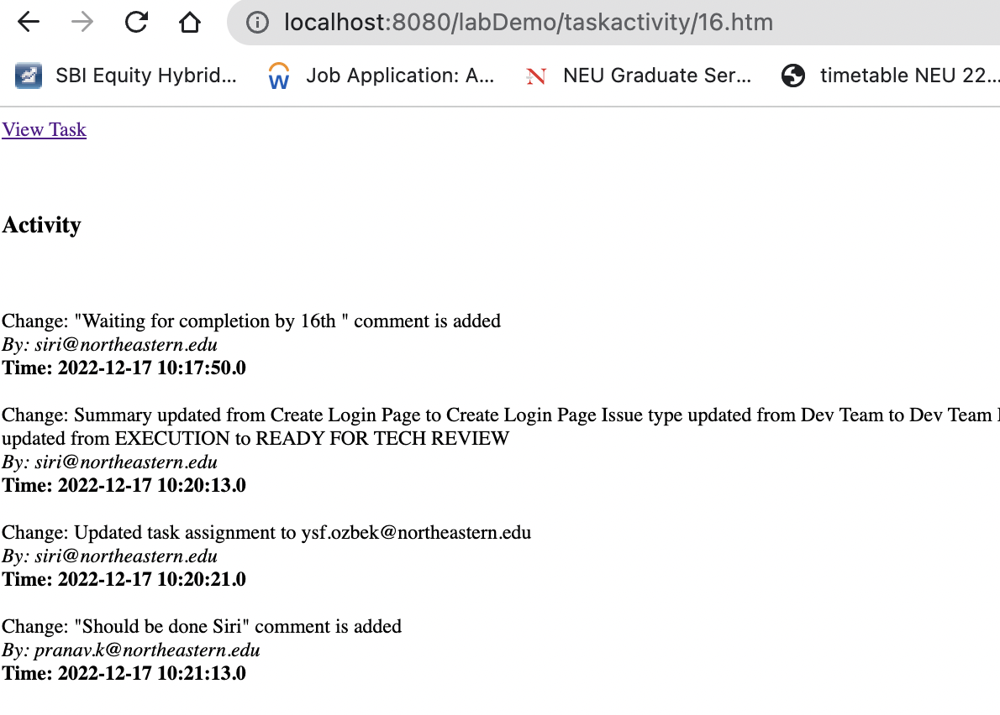 localhost:8080/labDemo/taskactivity/16.htm
SBI Equity Hybrid... Job Application: A... NEU Graduate Ser... timetable NEU 22...
View Task
Activity
Change: "Waiting for completion by 16th " comment is added
By: siri@northeastern.edu
Time: 2022-12-17 10:17:50.0
Change: Summary updated from Create Login Page to Create Login Page Issue type updated from Dev Team to Dev Team
updated from EXECUTION to READY FOR TECH REVIEW
By: siri@northeastern.edu
Time: 2022-12-17 10:20:13.0
Change: Updated task assignment to ysf.ozbek@northeastern.edu
By: siri@northeastern.edu
Time: 2022-12-17 10:20:21.0
Change: "Should be done Siri" comment is added
By: pranav.k@northeastern.edu
Time: 2022-12-17 10:21:13.0